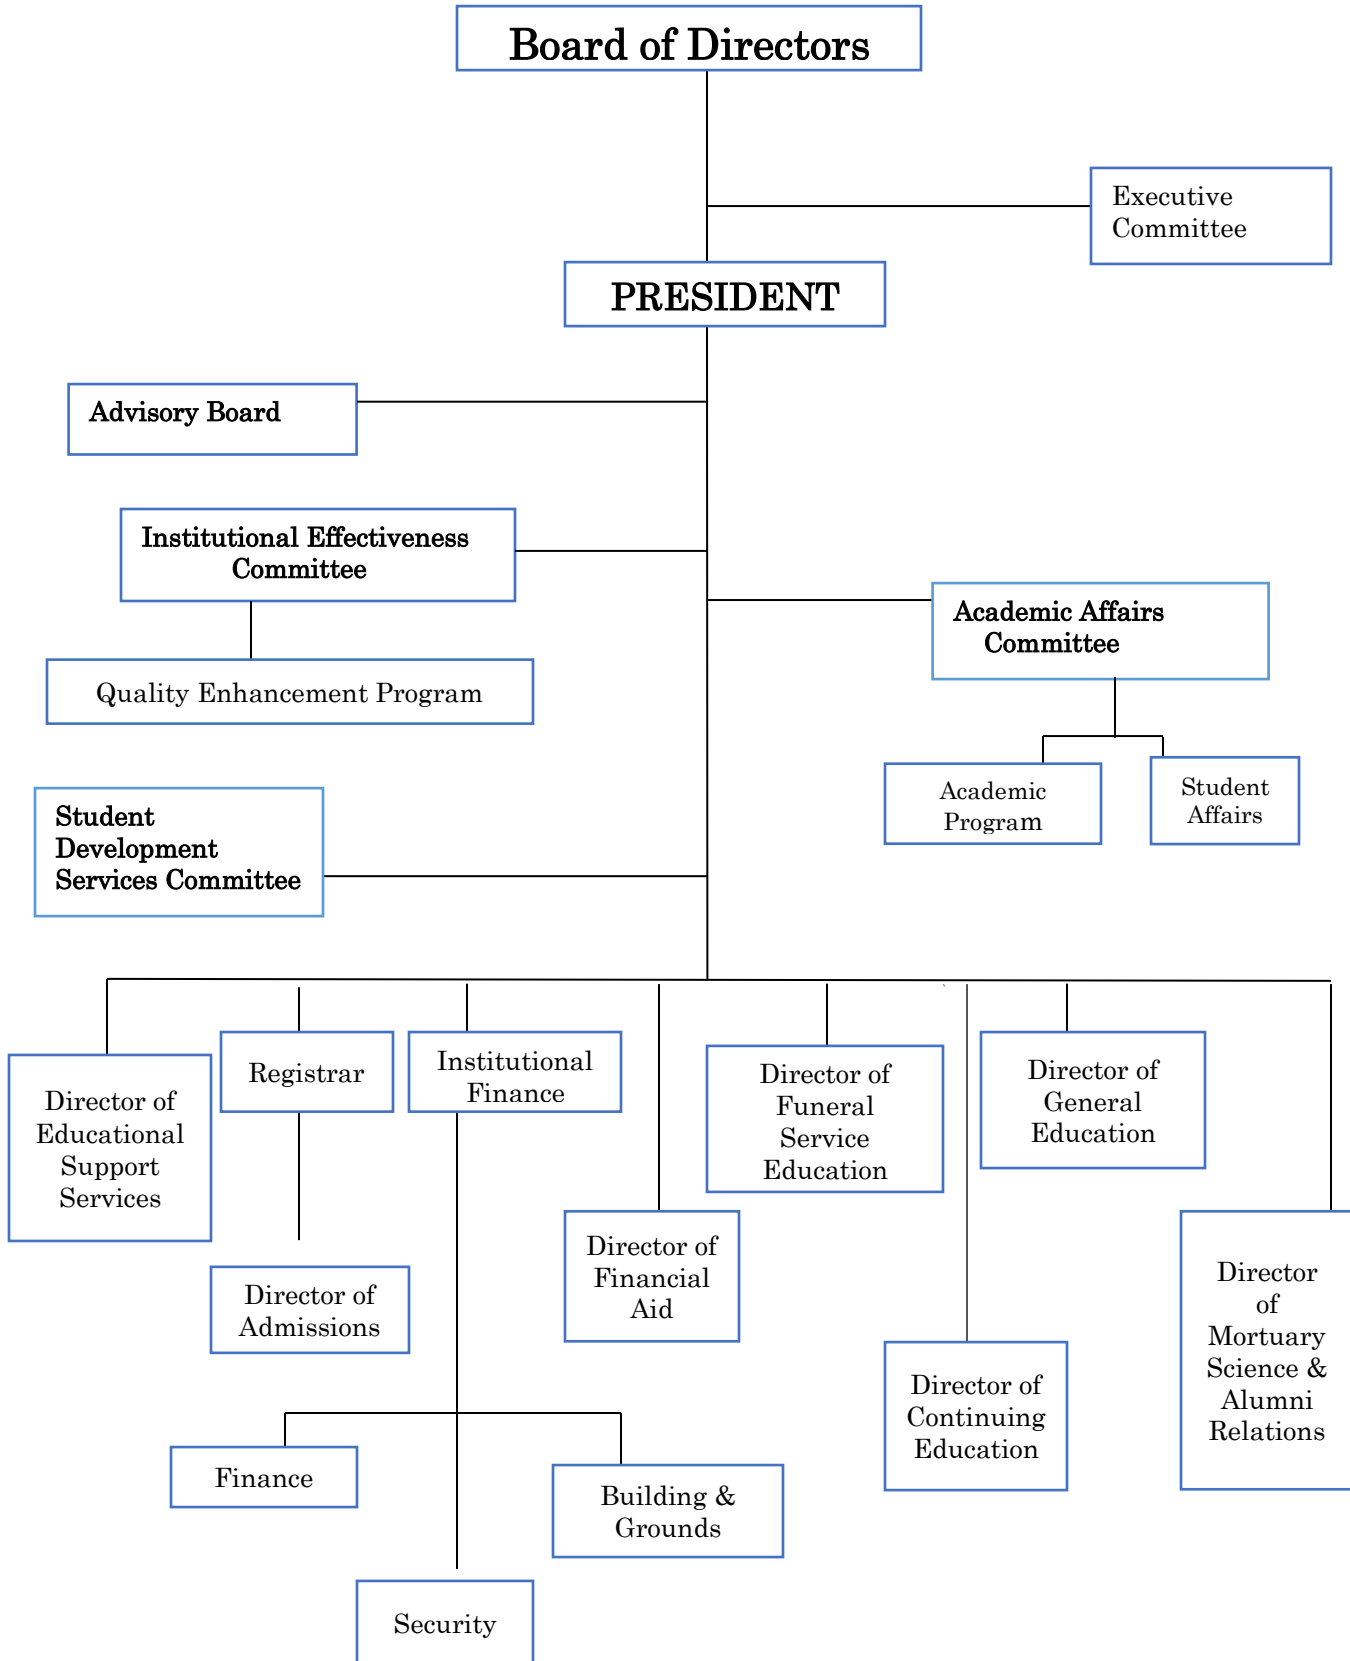 Board of Directors
Executive
Committee
PRESIDENT
Advisory Board
Institutional Effectiveness
Committee
Academic Affairs
Committee
Quality Enhancement Program
Academic
Program
Student
Affairs
Student
Development
Services Committee
Director of
Educational
Support
Services
Registrar
Institutional
Finance
Director of
Funeral
Service
Education
Director of
General
Education
Director of
Admissions
Director of
Financial
Aid
Director of
Continuing
Education
Director
of
Mortuary
Science &
Alumni
Relations
Finance
Building &
Grounds
Security